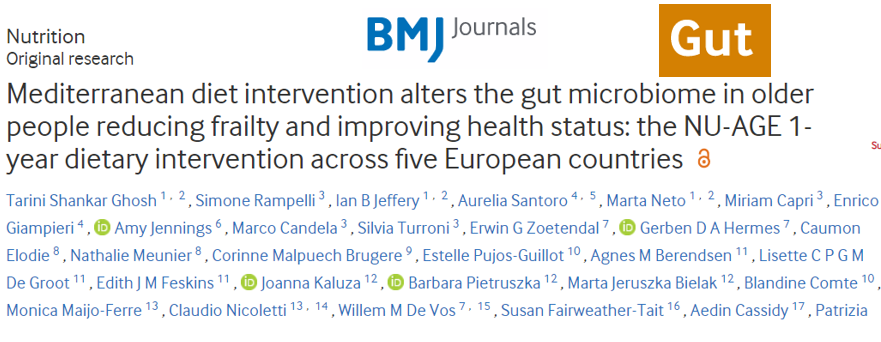 Nutrition
Original research
BMJ Journals
Gut
Mediterranean diet intervention alters the gut microbiome in older
people reducing frailty and improving health status: the NU-AGE 1-
year dietary intervention across five European countries
Su
Tarini Shankar Ghosh 1, 2, Simone Rampelli 3, Ian B Jeffery 1, 2, Aurelia Santoro 4, 5, Marta Neto 1, 2, Miriam Capri 3, Enrico
Giampieri 4, iD Amy Jennings 6, Marco Candela 3, Silvia Turroni 3, Erwin G Zoetendal 7, iD Gerben D A Hermes 7, Caumon
Elodie 8, Nathalie Meunier 8, Corinne Malpuech Brugere 9, Estelle Pujos-Guillot 10, Agnes M Berendsen 11, Lisette C P G M
De Groot 11, Edith J M Feskins 11, iD Joanna Kaluza 12, iD Barbara Pietruszka 12, Marta Jeruszka Bielak 12, Blandine Comte 10,
Monica Maijo-Ferre 13, Claudio Nicoletti 13, 14, Willem M De Vos 7, 15, Susan Fairweather-Tait 16, Aedin Cassidy 17, Patrizia